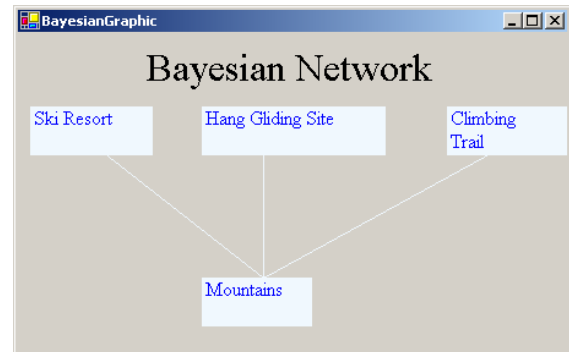 BayesianGraphic
Bayesian Network
Ski Resort
Hang Gliding Site
Climbing
Trail
Mountains